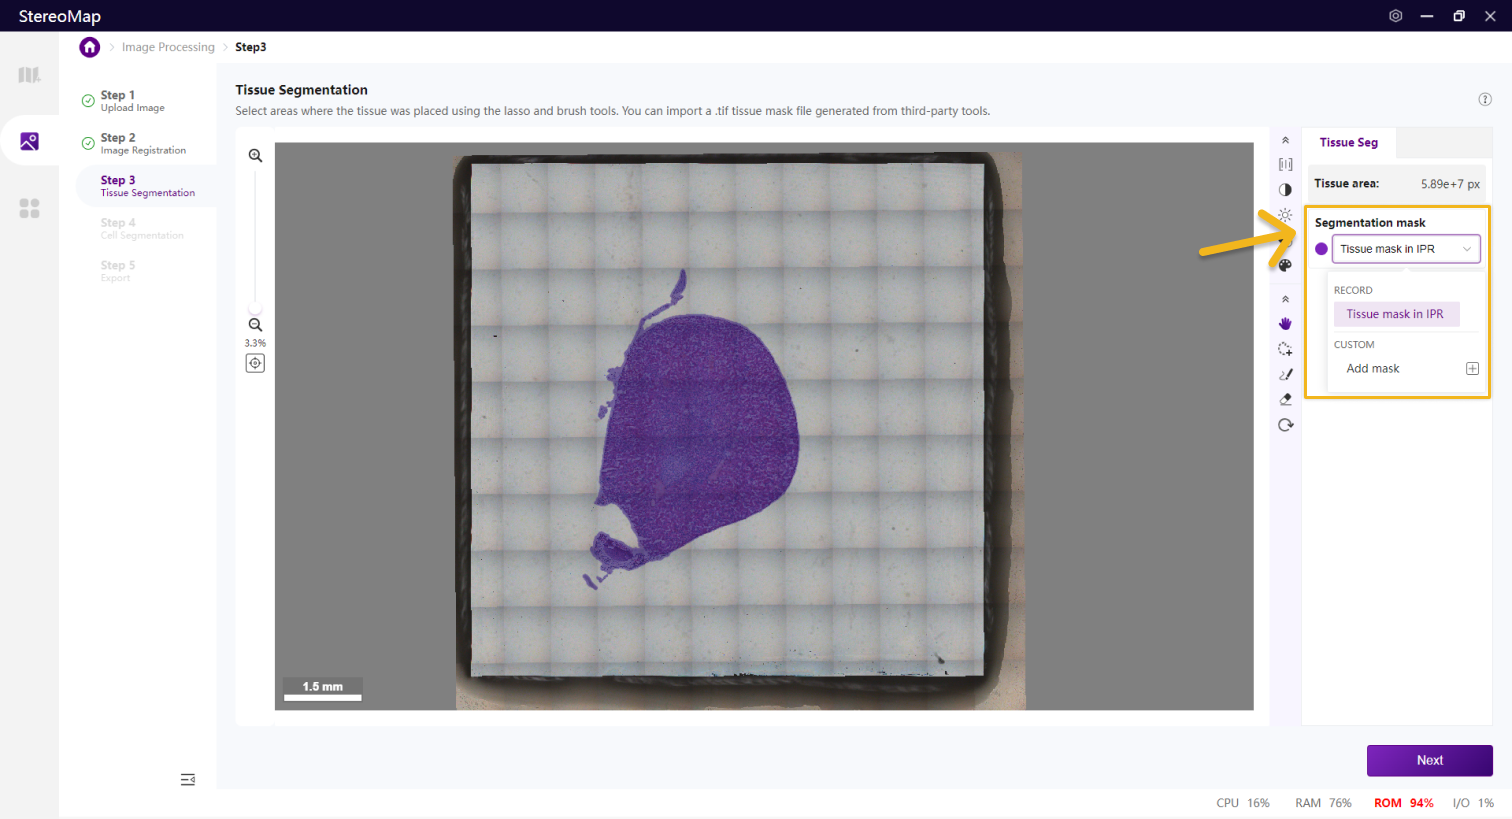 StereoMap
Image Processing
Step3
Step 1
Upload Image
Step 2
Image Registration
Step 3
Tissue Segmentation
Step 4
Cell Segmentation
Step 5
Export
Tissue Segmentation
Select areas where the tissue was placed using the lasso and brush tools. You can import a .tif tissue mask file generated from third-party tools.
3.3%
1.5 mm
Tissue Seg
Tissue area: 5.89e+7 px
Segmentation mask
Tissue mask in IPR
RECORD
Tissue mask in IPR
CUSTOM
Add mask
Next
CPU 16% RAM 76% ROM 94% I/O 1%